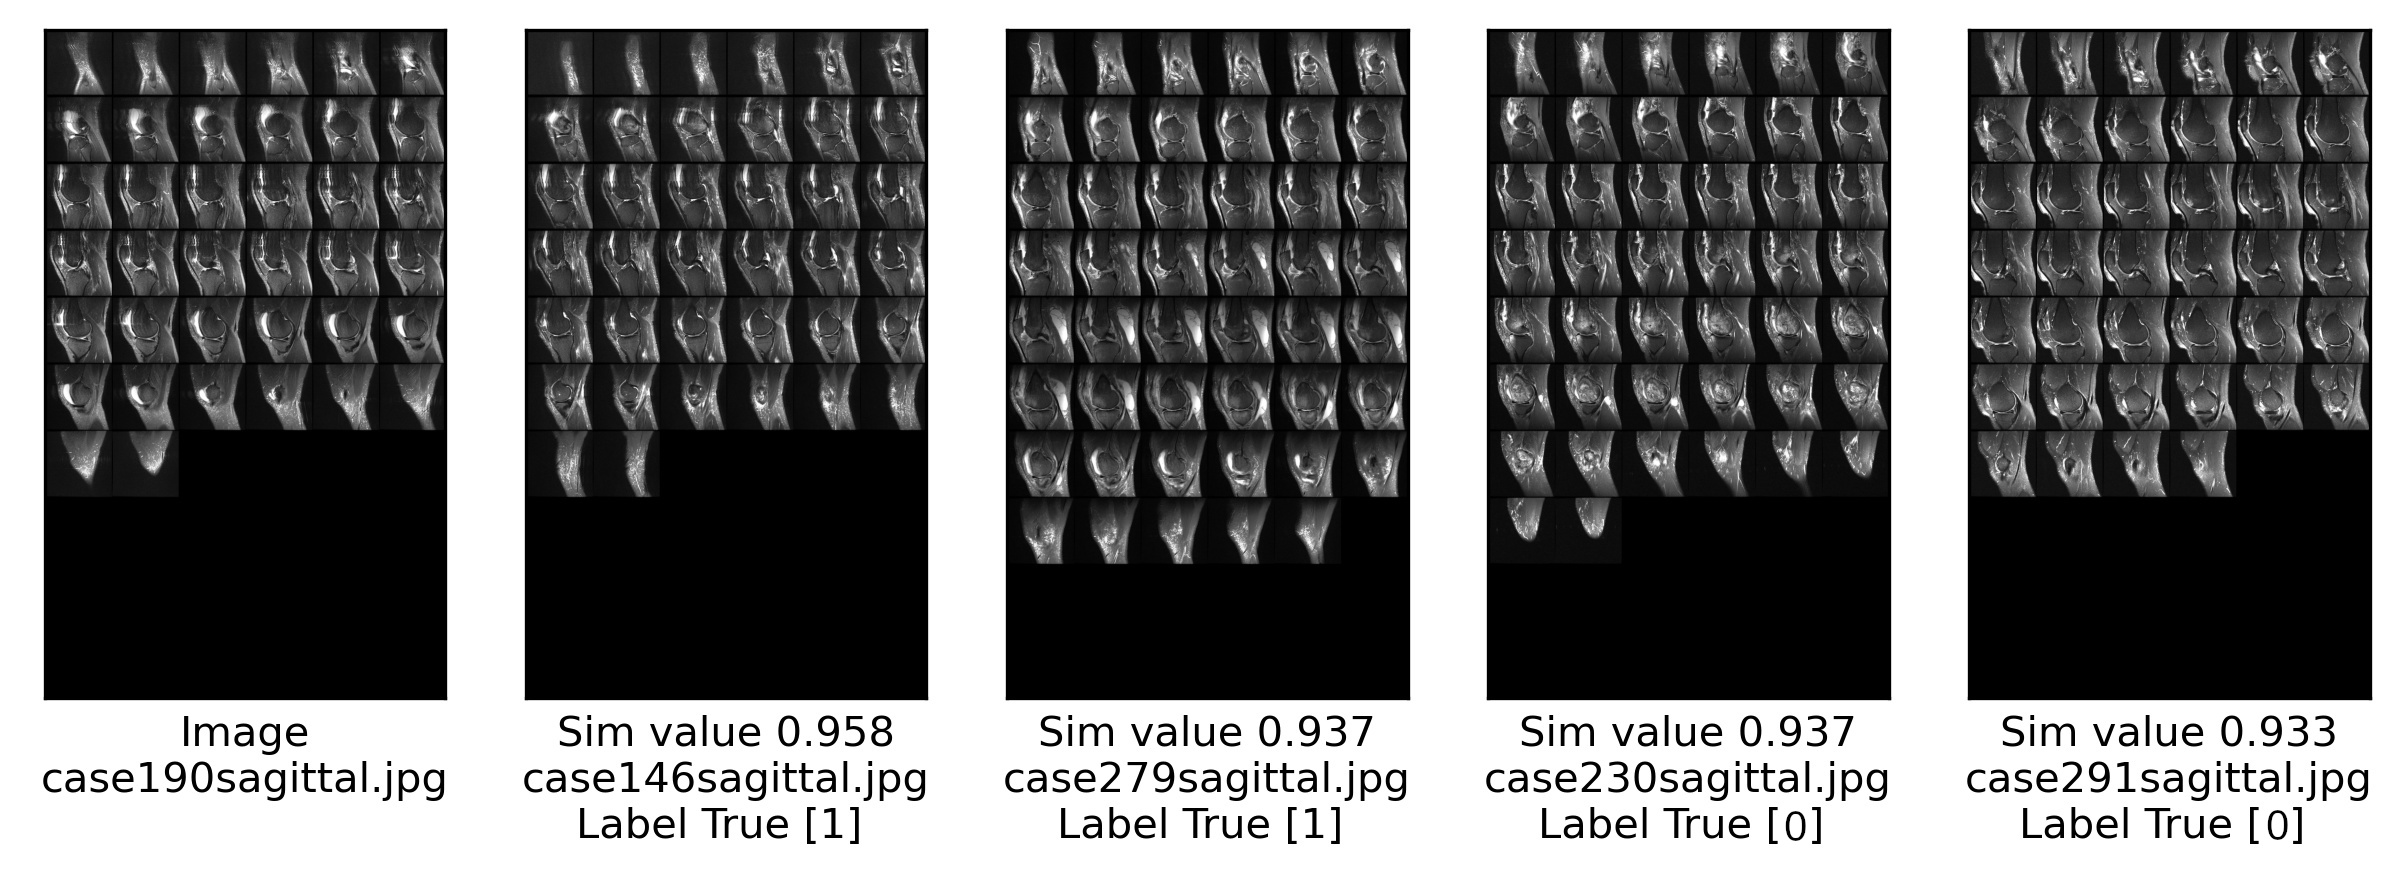 Image
case190sagittal.jpg
Sim value 0.958
case146sagittal.jpg
Label True [1]
Sim value 0.937
case279sagittal.jpg
Label True [1]
Sim value 0.937
case230sagittal.jpg
Label True [0]
Sim value 0.933
case291sagittal.jpg
Label True [0]